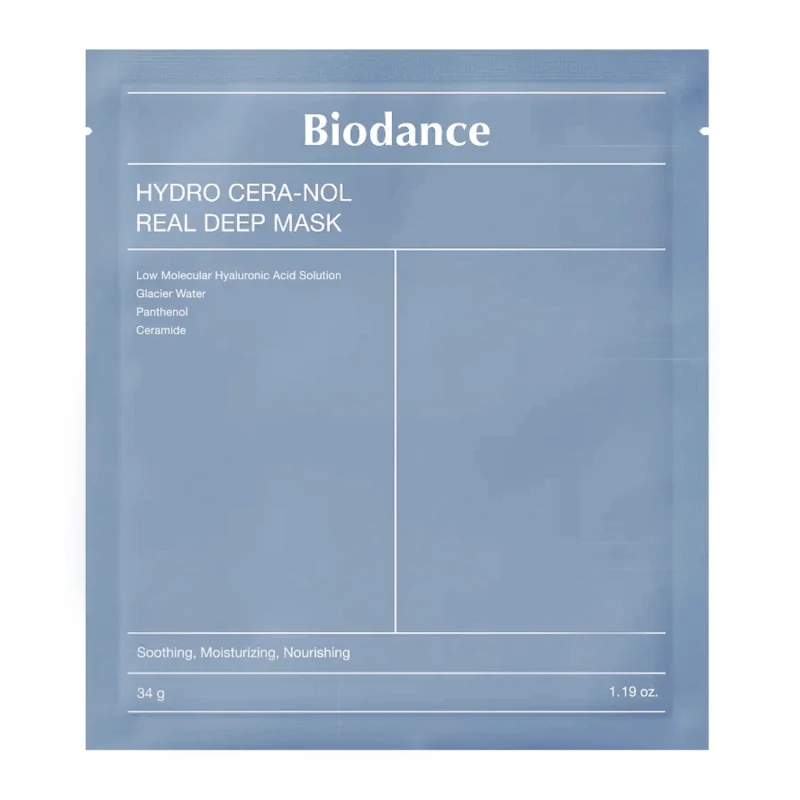 Biodance
HYDRO CERA-NOL
REAL DEEP MASK
Low Molecular Hyaluronic Acid Solution
Glacier Water
Panthenol
Ceramide
Soothing, Moisturizing, Nourishing
34 g
1.19 oz.